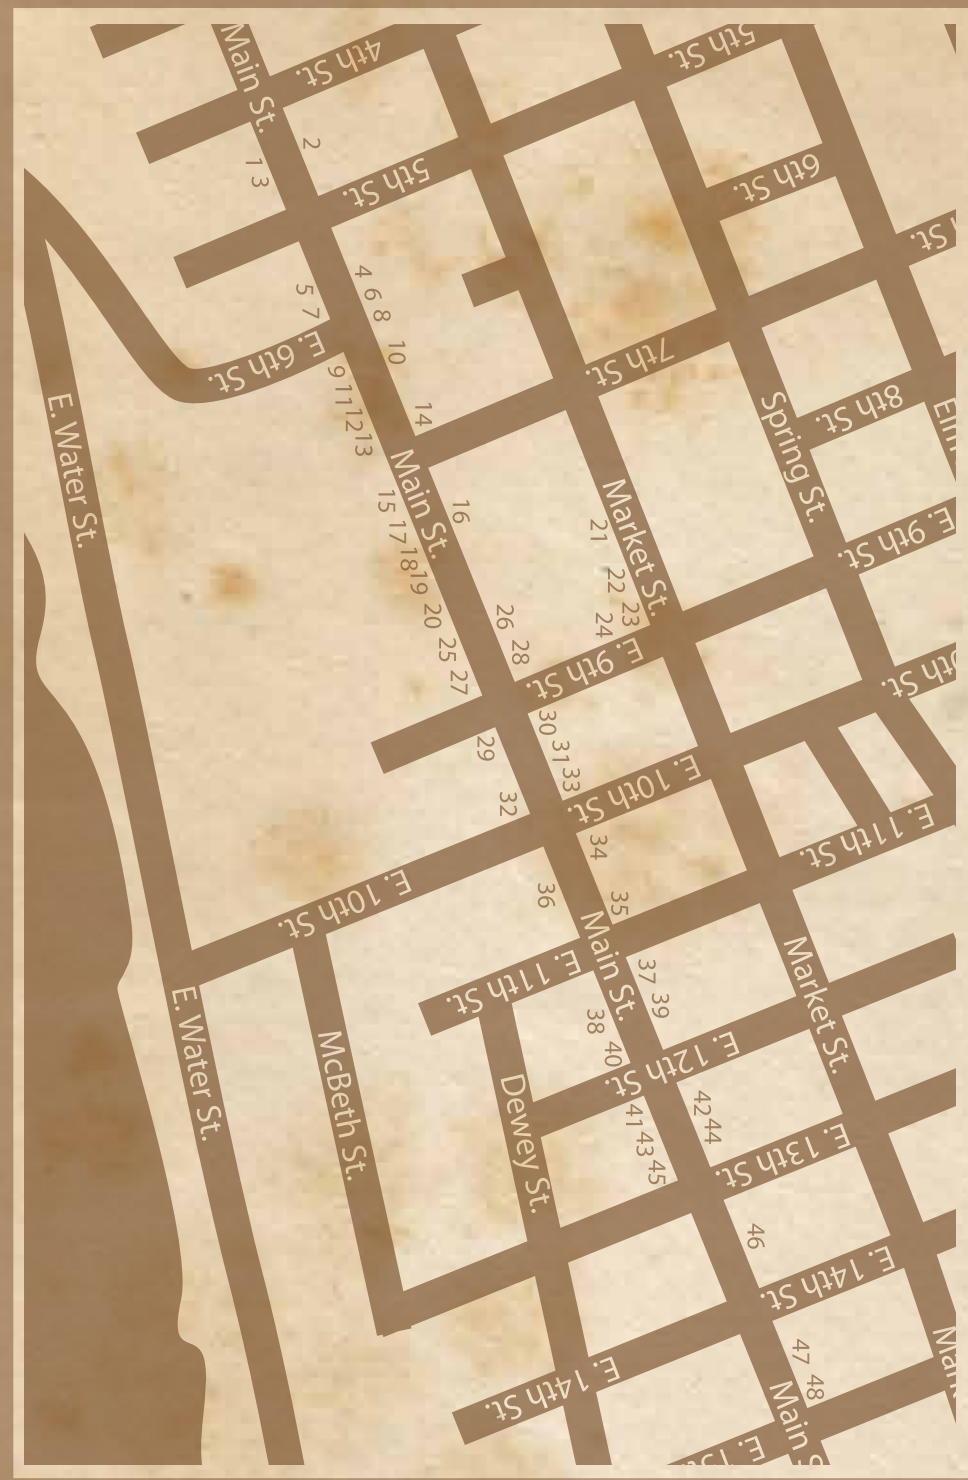 4th St.
5th St.
Main St.
2
1
3
5th St.
6th St.
St.
4
6
8
5
7
10
E. 6th St.
7th St.
9
11
12
13
14
E. Water St.
Spring St.
8th St.
Main St.
16
15
17
18
19
20
25
27
Market St.
21
22
23
24
26
28
E. 9th St.
E. 9th St.
30
31
33
29
32
St.
E. 10th St.
34
E. 11th St.
E. 10th St.
36
35
Main St.
37
39
E. 11th St.
Market St.
38
40
E. Water St.
McBeth St.
E. 12th St.
Dewey St.
42
44
41
43
45
E. 13th St.
46
E. 14th St.
47
48
E. 14th St.
Main S